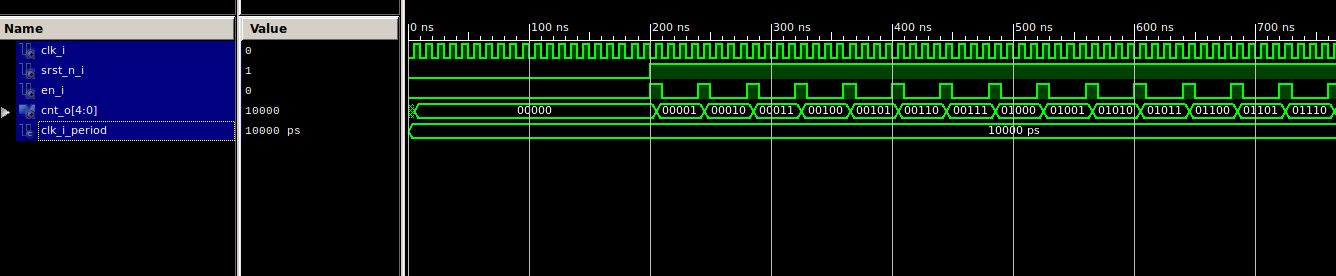 Name Value 0 ns 100 ns 200 ns 300 ns 400 ns 500 ns 600 ns 700 ns
clk_i 0
srst_n_i 1
en_i 0
cnt_o[4:0] 10000 00000 00001 00010 00011 00100 00101 00110 00111 01000 01001 01010 01011 01100 01101 01110
clk_i_period 10000 ps 10000 ps